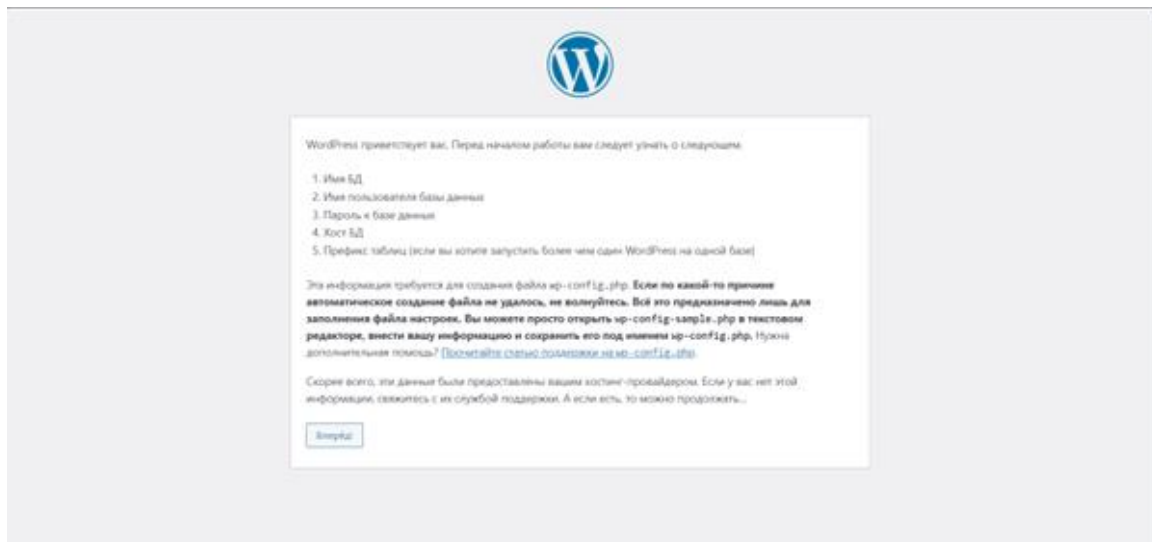 WordPress приветствует вас. Перед началом работы вам следует узнать о следующем.
1. Имя БД
2. Имя пользователя базы данных
3. Пароль к базе данных
4. Хост БД
5. Префикс таблиц (если вы хотите запустить более чем один WordPress на одной базе)
Эта информация требуется для создания файла wp-config.php. Если по какой-то причине
автоматическое создание файла не удалось, не волнуйтесь. Всё это предназначено лишь для
заполнения файла настроек. Вы можете просто открыть wp-config-sample.php в текстовом
редакторе, внести вашу информацию и сохранить его под именем wp-config.php. Нужна
дополнительная помощь? Прочитайте статью поддержки на wp-config.php.
Скорее всего, эти данные были предоставлены вашим хостинг-провайдером. Если у вас нет этой
информации, свяжитесь с их службой поддержки. А если есть, то можно продолжать...
Вперёд!